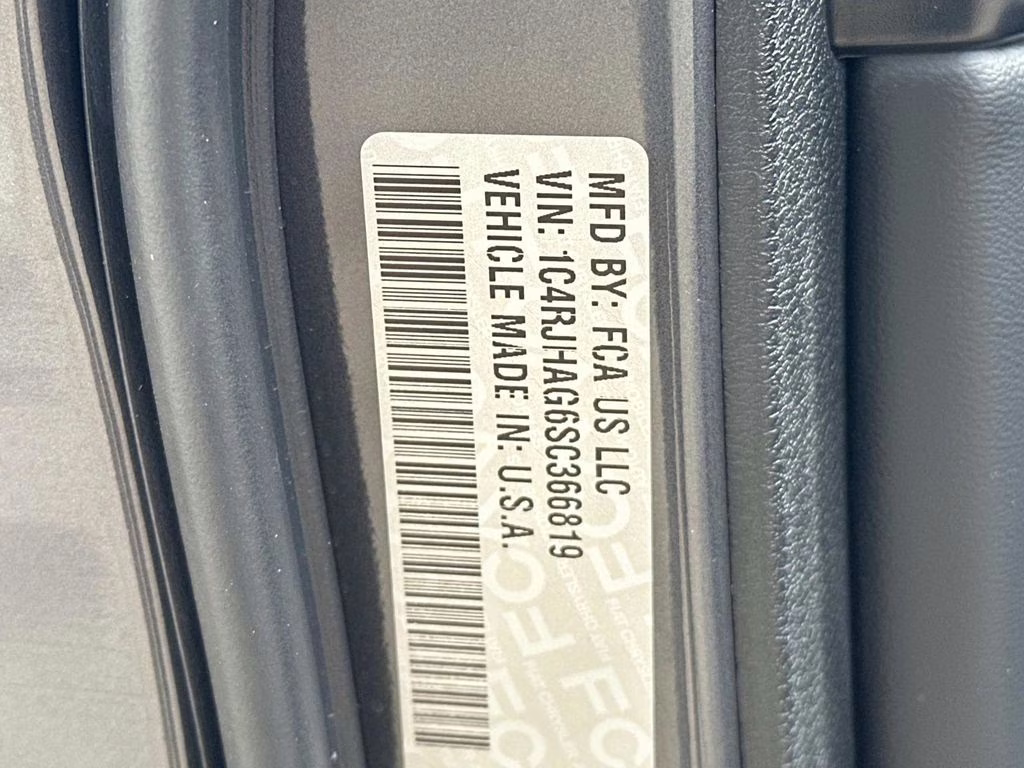 MFD BY: FCA US LLC
VIN: 1C4RJHAG6SC366819
VEHICLE MADE IN: U.S.A.